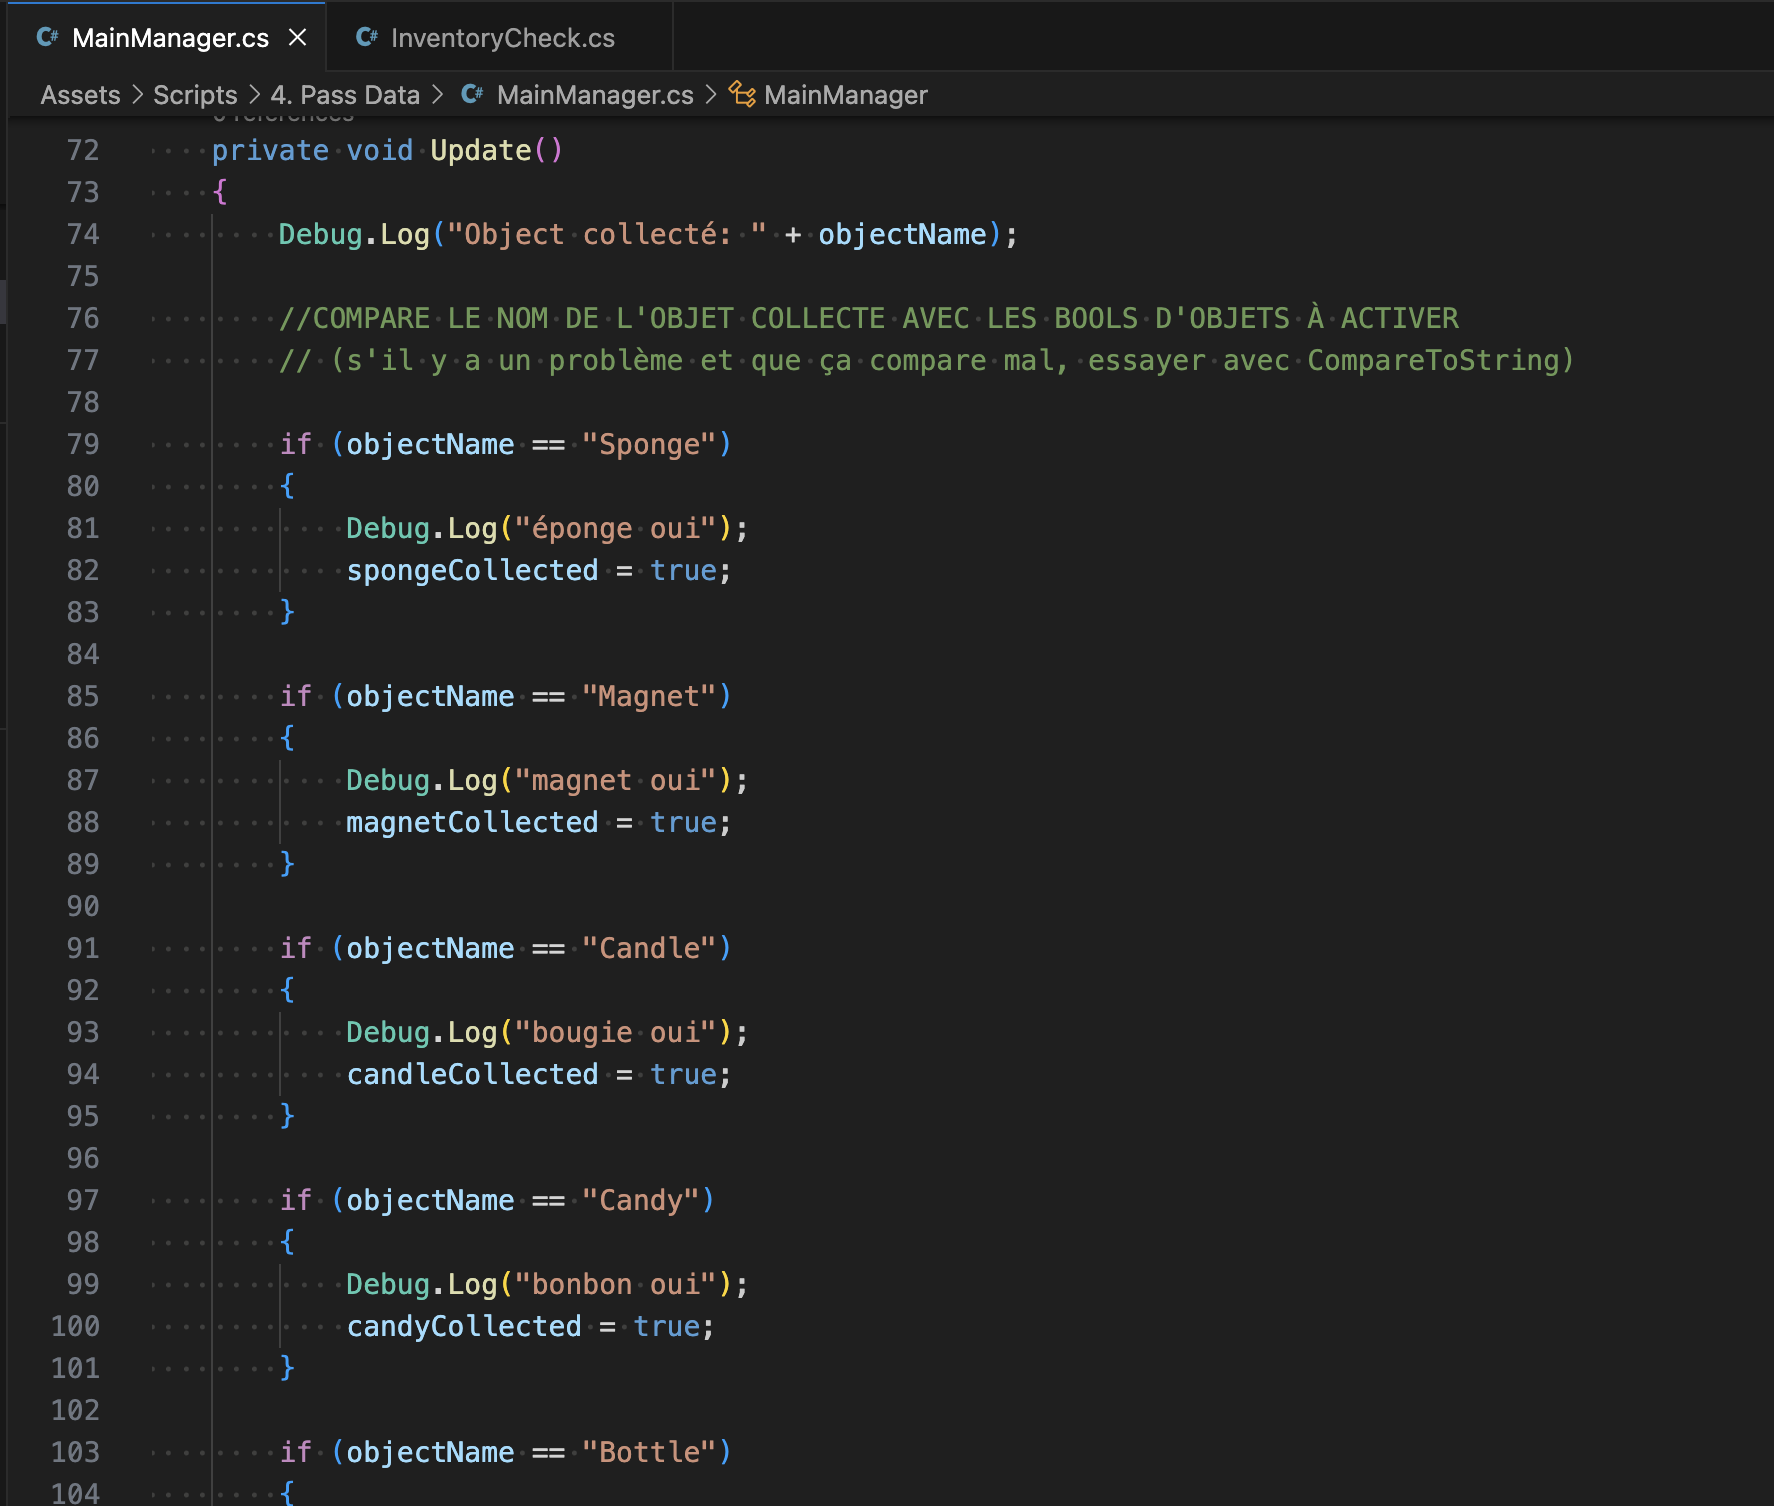 MainManager.cs InventoryCheck.cs
Assets > Scripts > 4. Pass Data > MainManager.cs > MainManager
0 references
72 private void Update()
73 {
74 Debug.Log("Object collecté: " + objectName);
75
76 //COMPARE LE NOM DE L'OBJET COLLECTE AVEC LES BOOLS D'OBJETS À ACTIVER
77 // (s'il y a un problème et que ça compare mal, essayer avec CompareToString)
78
79 if (objectName == "Sponge")
80 {
81 Debug.Log("éponge oui");
82 spongeCollected = true;
83 }
84
85 if (objectName == "Magnet")
86 {
87 Debug.Log("magnet oui");
88 magnetCollected = true;
89 }
90
91 if (objectName == "Candle")
92 {
93 Debug.Log("bougie oui");
94 candleCollected = true;
95 }
96
97 if (objectName == "Candy")
98 {
99 Debug.Log("bonbon oui");
100 candyCollected = true;
101 }
102
103 if (objectName == "Bottle")
104 {